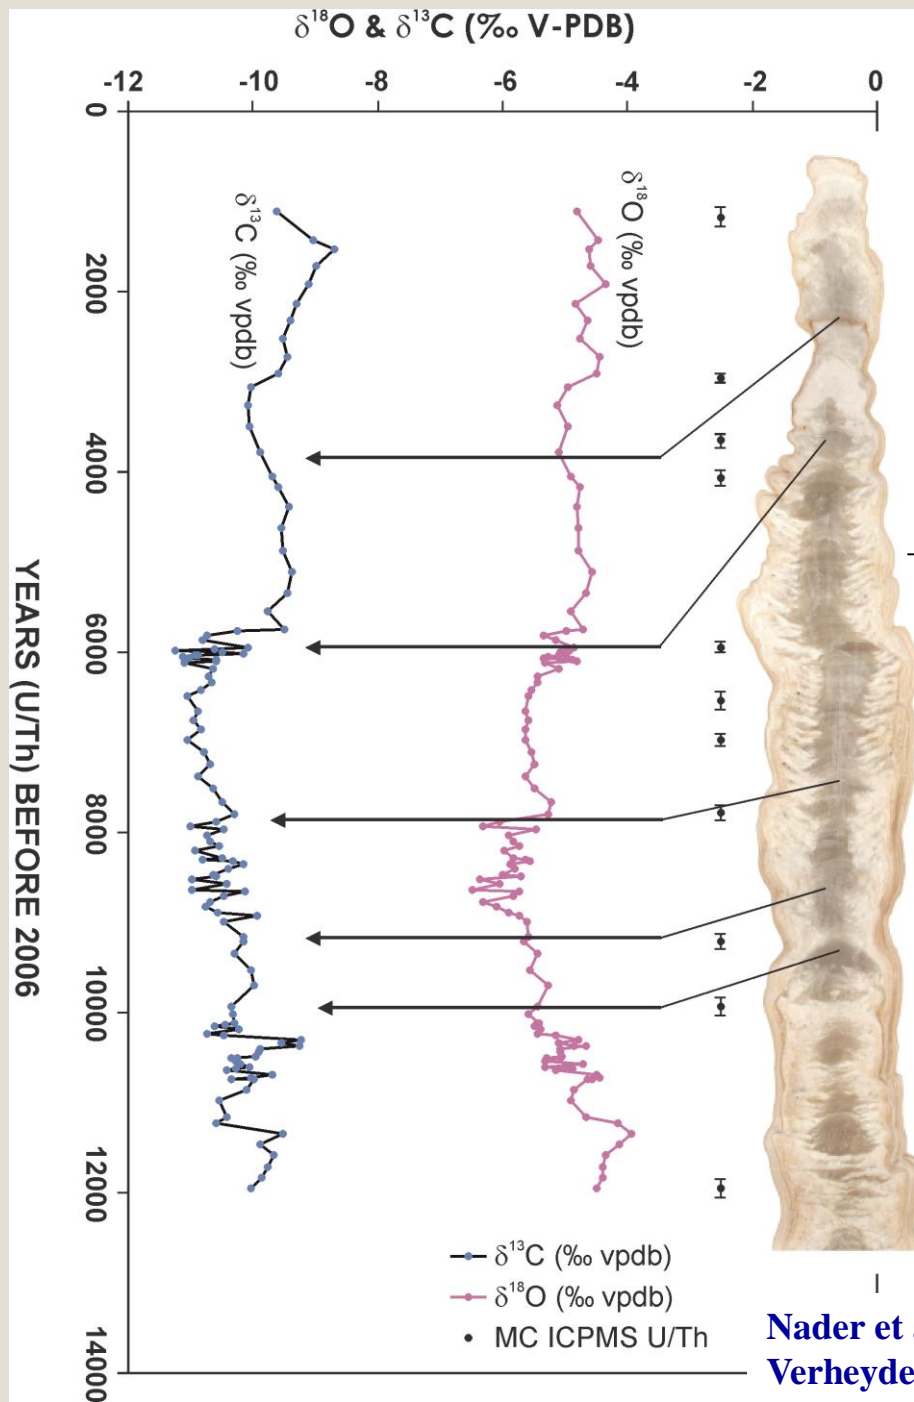 δ¹⁸O & δ¹³C (‰ V-PDB)
-12 -10 -8 -6 -4 -2 0
0
2000
4000
6000
8000
10000
12000
14000
YEARS (U/Th) BEFORE 2006
δ¹³C (‰ vpdb)
δ¹⁸O (‰ vpdb)
δ¹³C (‰ vpdb)
δ¹⁸O (‰ vpdb)
MC ICPMS U/Th
Nader et
Verheyde